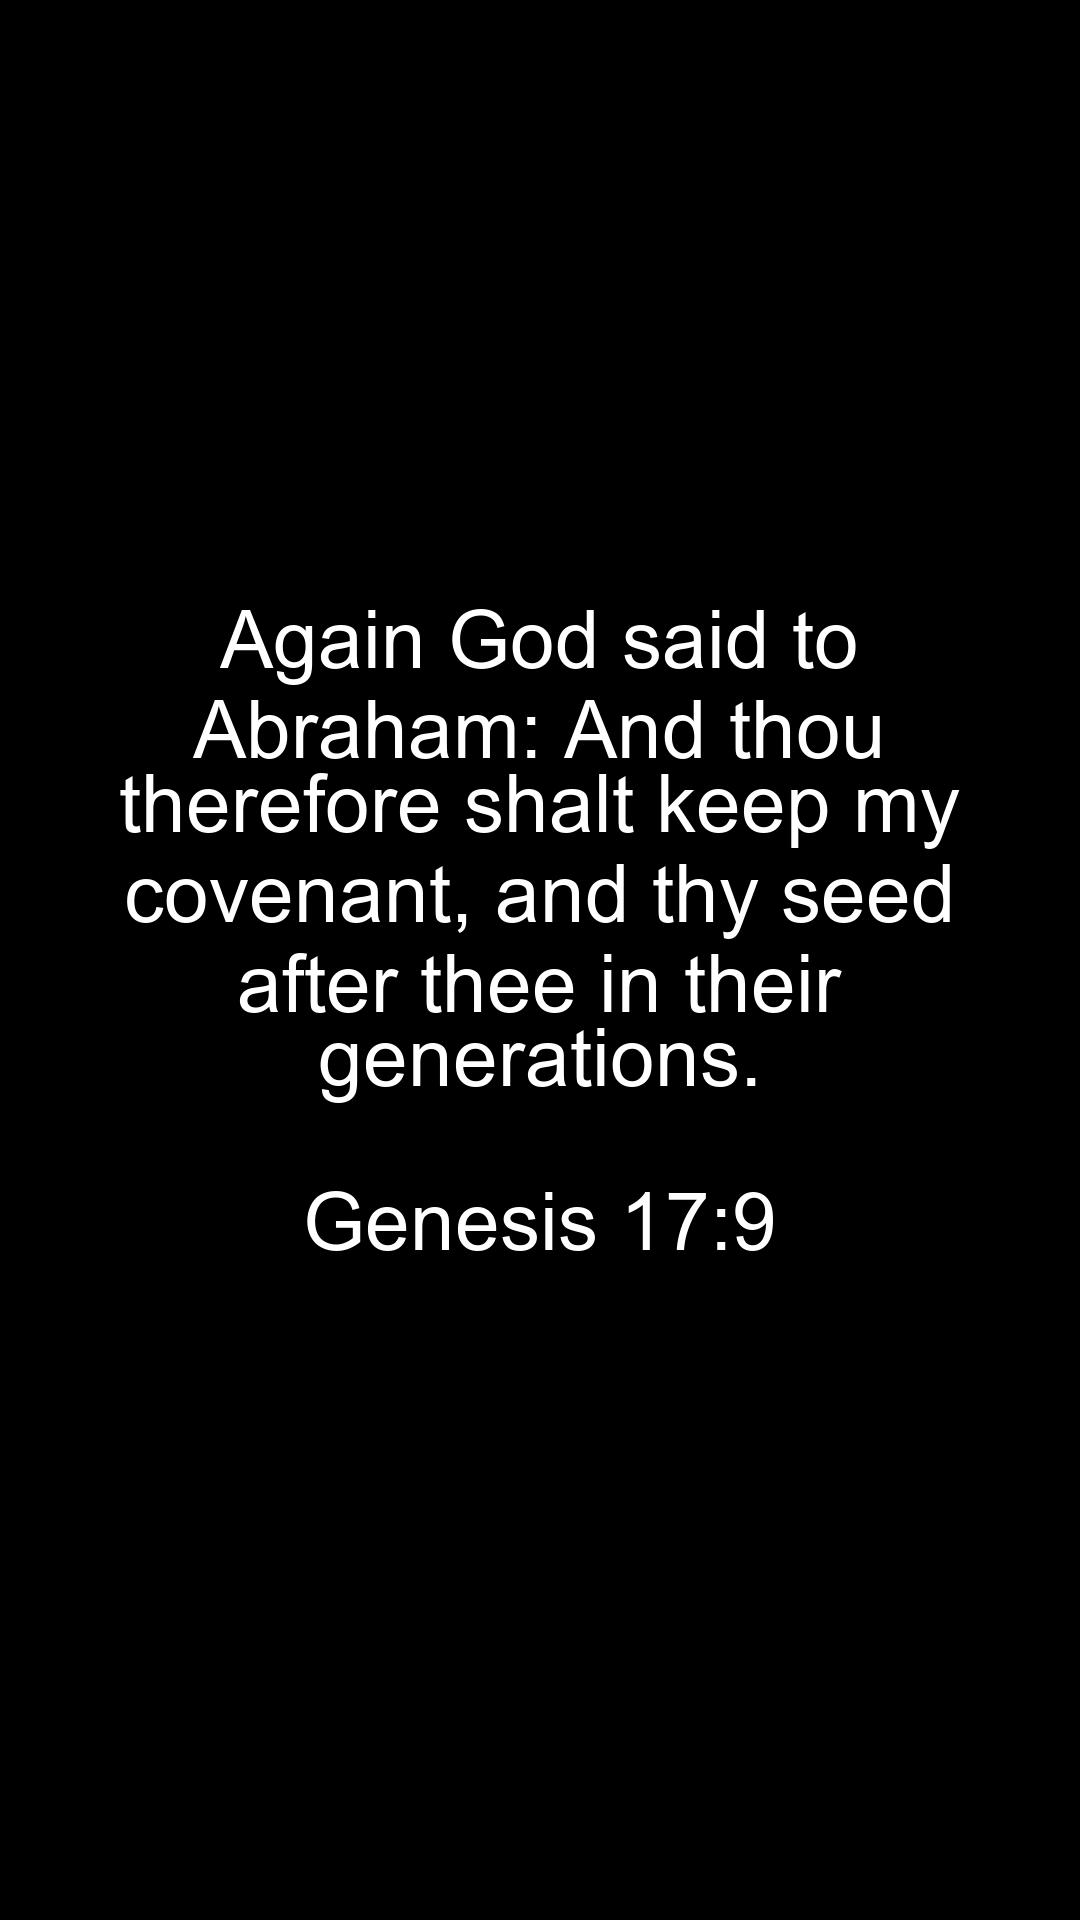 Again God said to
Abraham: And thou
therefore shalt keep my
covenant, and thy seed
after thee in their
generations.
Genesis 17:9